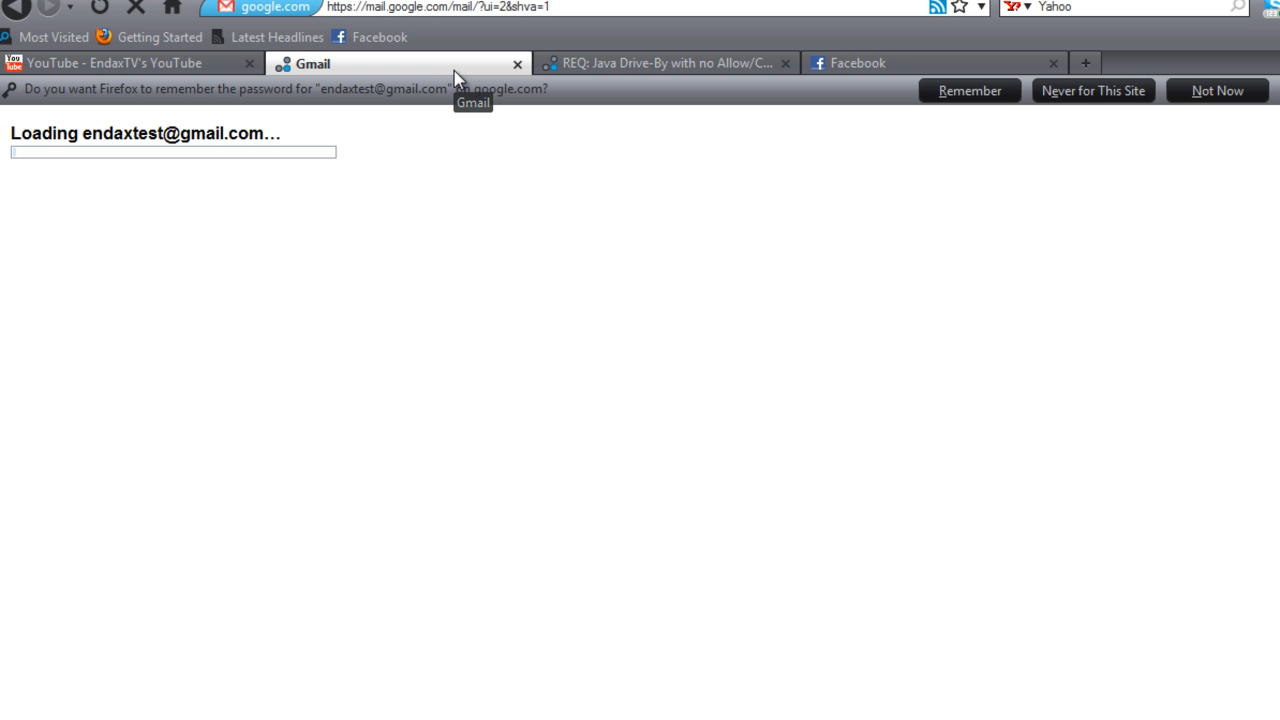 google.com https://mail.google.com/mail/?ui=2&shva=1 Yahoo
Most Visited Getting Started Latest Headlines Facebook
YouTube - EndaxTV's YouTube Gmail REQ: Java Drive-By with no Allow/C... Facebook +
Do you want Firefox to remember the password for "endaxtest@gmail.com" on google.com? Remember Never for This Site Not Now
Gmail
Loading endaxtest@gmail.com...